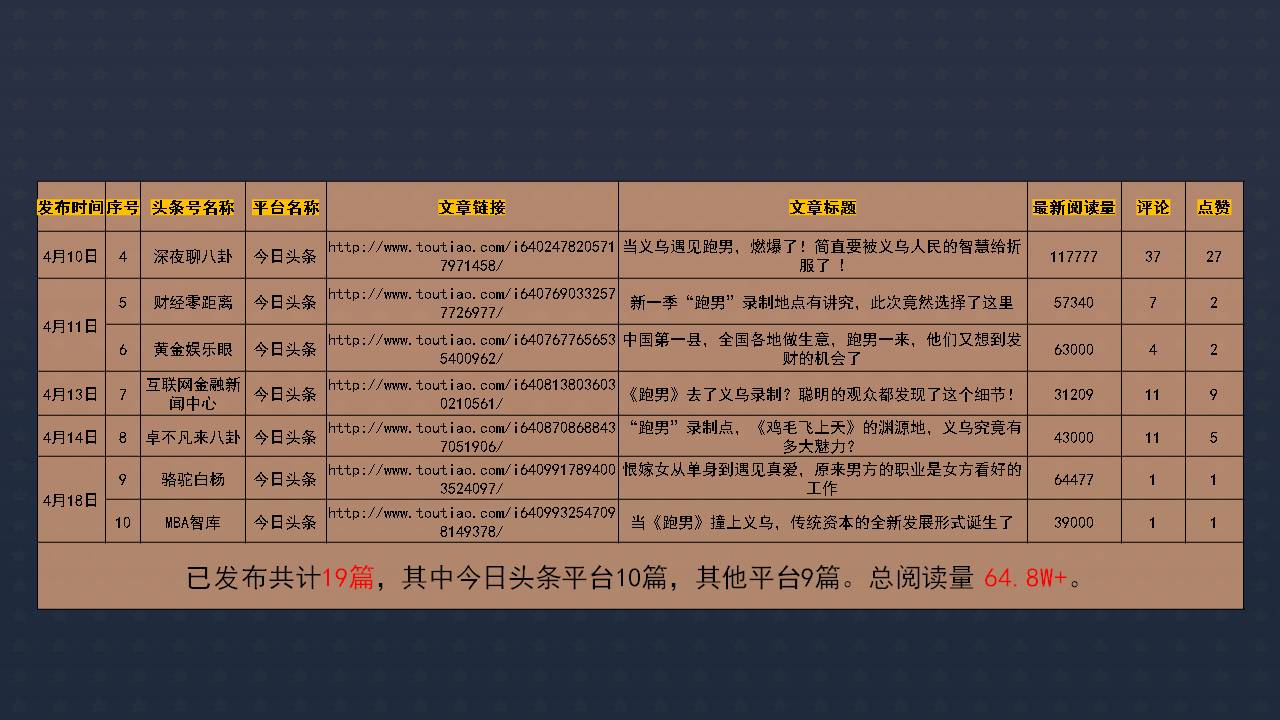 发布时间 序号 头条号名称 平台名称 文章链接 文章标题 最新阅读量 评论 点赞
4月10日 4 深夜聊八卦 今日头条 http://www.toutiao.com/i6402478205717971458/ 当义乌遇见跑男，燃爆了！简直要被义乌人民的智慧给折服了！ 117777 37 27
4月11日 5 财经零距离 今日头条 http://www.toutiao.com/i6407690332577726977/ 新一季“跑男”录制地点有讲究，此次竟然选择了这里 57340 7 2
6 黄金娱乐眼 今日头条 http://www.toutiao.com/i6407677656535400962/ 中国第一县，全国各地做生意，跑男一来，他们又想到发财的机会了 63000 4 2
4月13日 7 互联网金融新闻中心 今日头条 http://www.toutiao.com/i6408138036030210561/ 《跑男》去了义乌录制？聪明的观众都发现了这个细节！ 31209 11 9
4月14日 8 卓不凡来八卦 今日头条 http://www.toutiao.com/i6408708688437051906/ “跑男”录制点，《鸡毛飞上天》的渊源地，义乌究竟有多大魅力？ 43000 11 5
4月18日 9 骆驼白杨 今日头条 http://www.toutiao.com/i6409917894003524097/ 恨嫁女从单身到遇见真爱，原来男方的职业是女方看好的工作 64477 1 1
10 MBA智库 今日头条 http://www.toutiao.com/i6409932547098149378/ 当《跑男》撞上义乌，传统资本的全新发展形式诞生了 39000 1 1
已发布共计19篇，其中今日头条平台10篇，其他平台9篇。总阅读量 64.8W+。